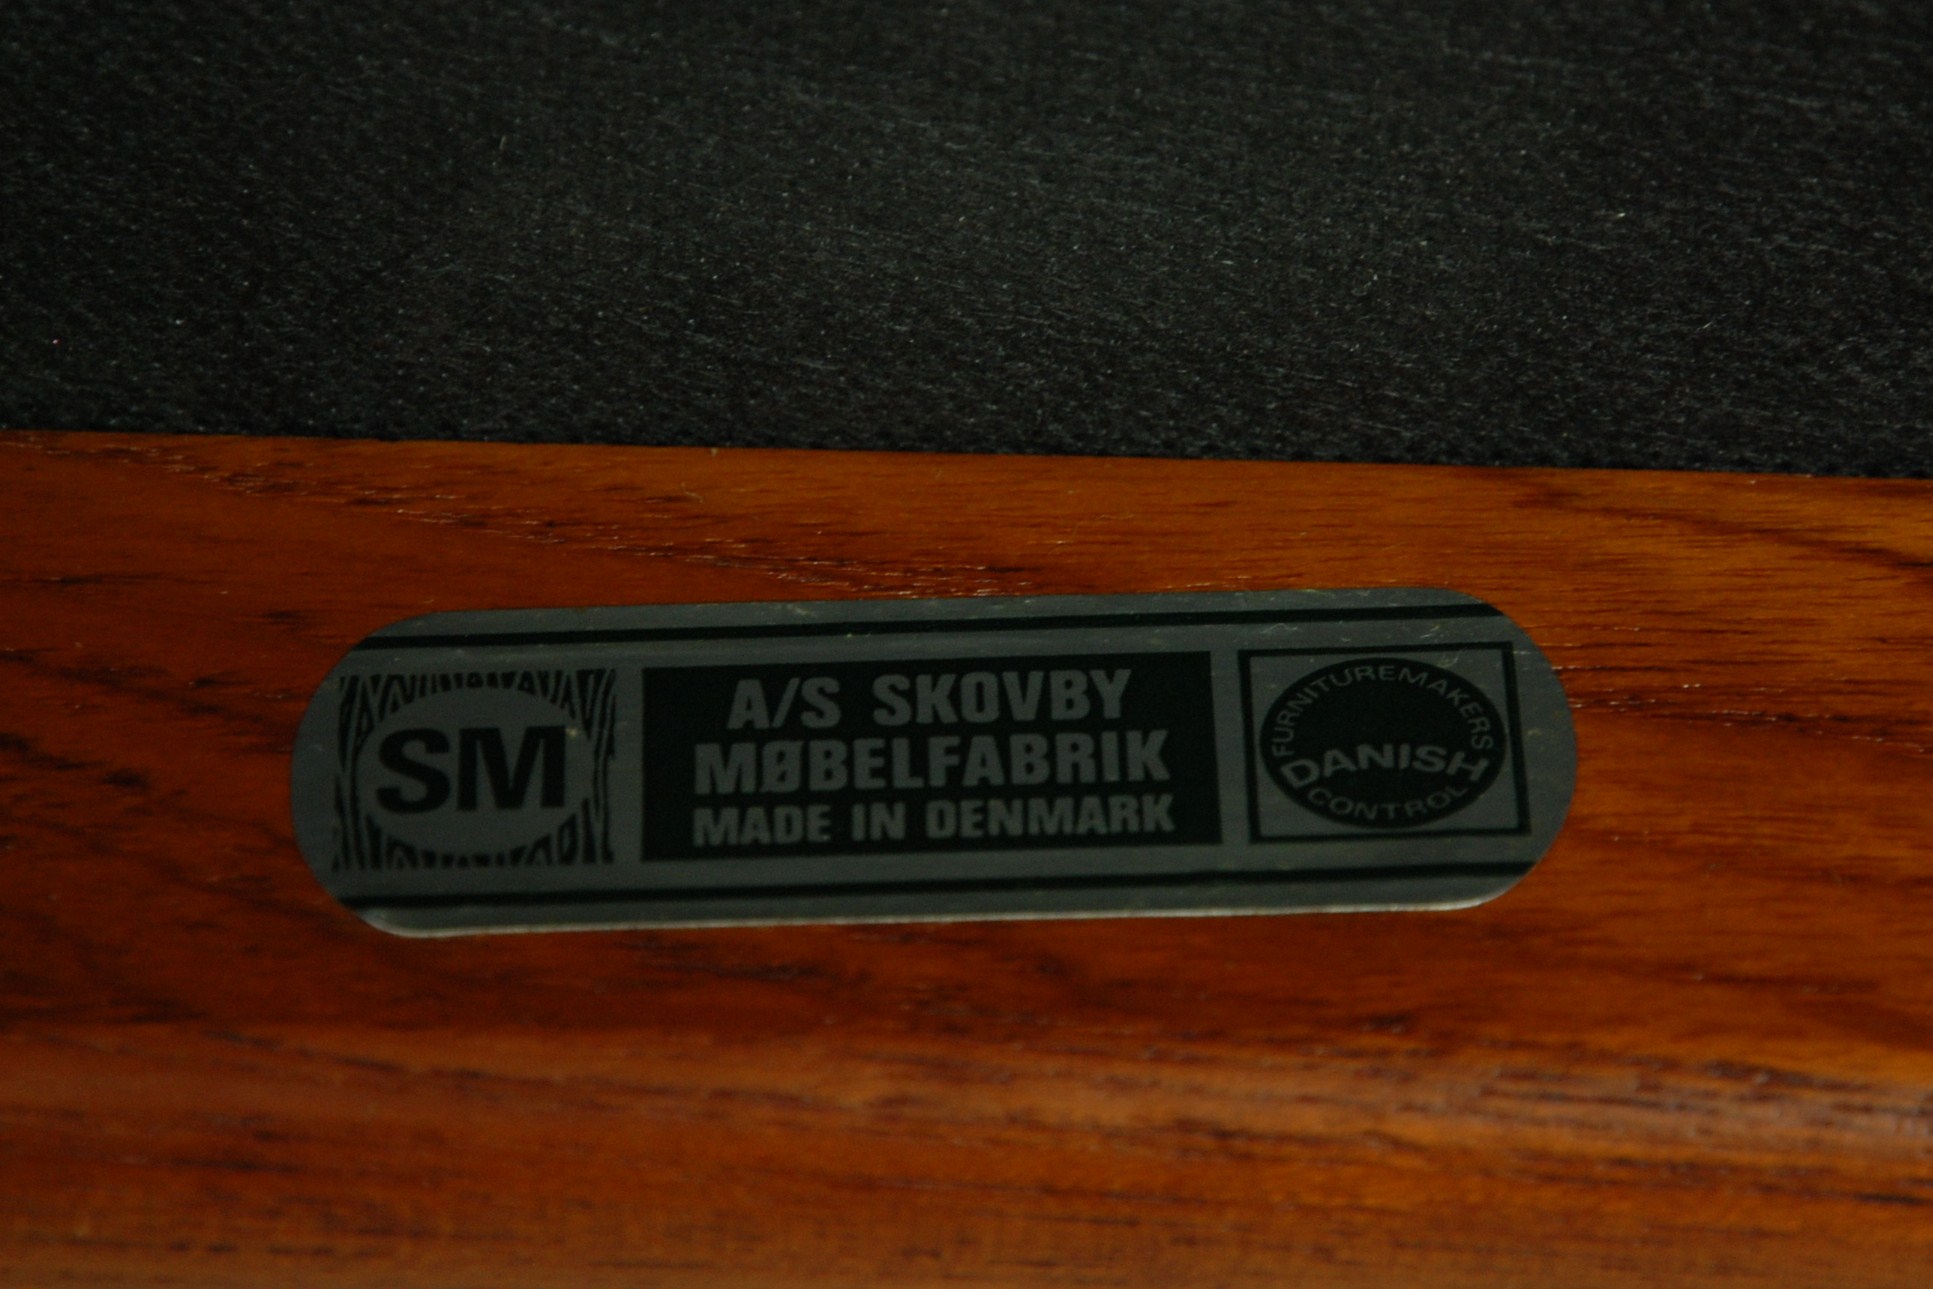 SM
A/S SKOVBY
MØBELFABRIK
MADE IN DENMARK
FURNITUREMAKERS
DANISH
CONTROL